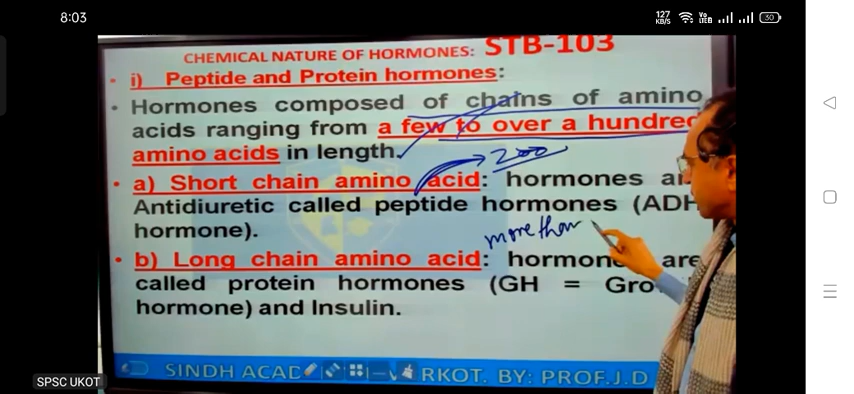 8:03
127 KB/S Vo LTE 30
CHEMICAL NATURE OF HORMONES: STB-103
• i) Peptide and Protein hormones:
• Hormones composed of chains of amino
acids ranging from a few to over a hundred
amino acids in length.
200
• a) Short chain amino acid: hormones
Antidiuretic called peptide hormones (ADH
hormone).
more than
• b) Long chain amino acid: hormone are
called protein hormones (GH = Gro
hormone) and Insulin.
SINDH ACAD RKOT. BY: PROF.J.D
SPSC UKOT